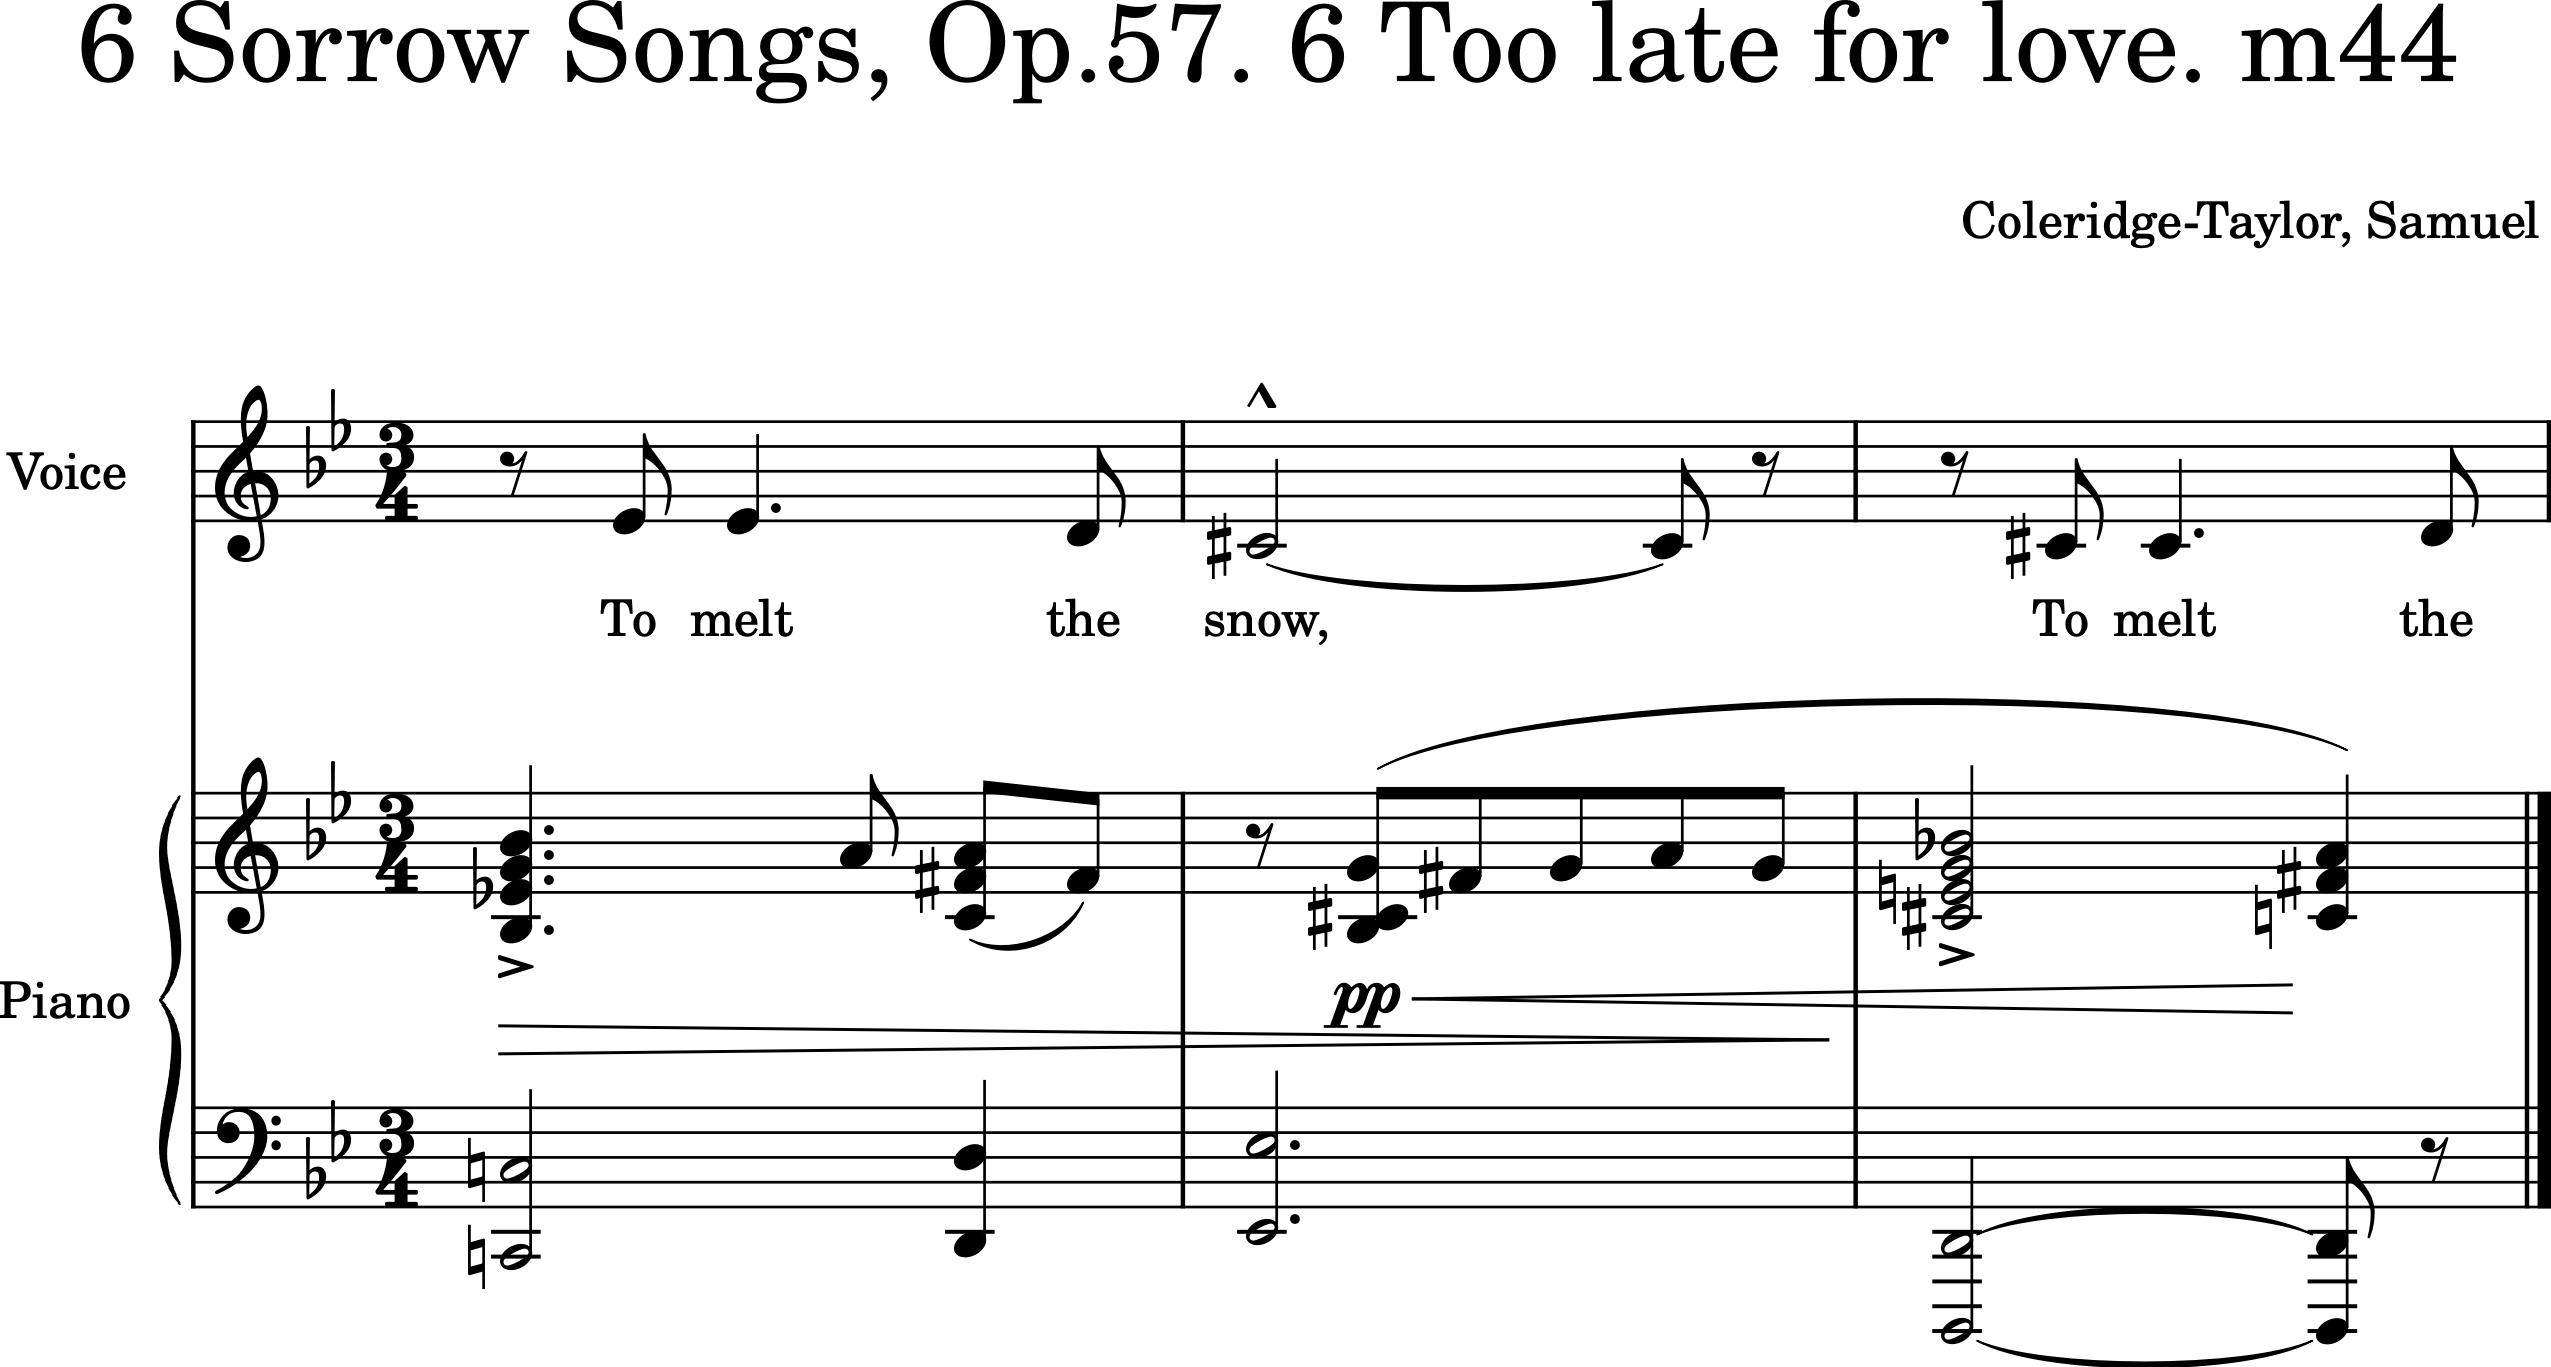 6 Sorrow Songs, Op.57. 6 Too late for love. m44
Coleridge-Taylor, Samuel
Voice
To melt the snow, To melt the
Piano
pp